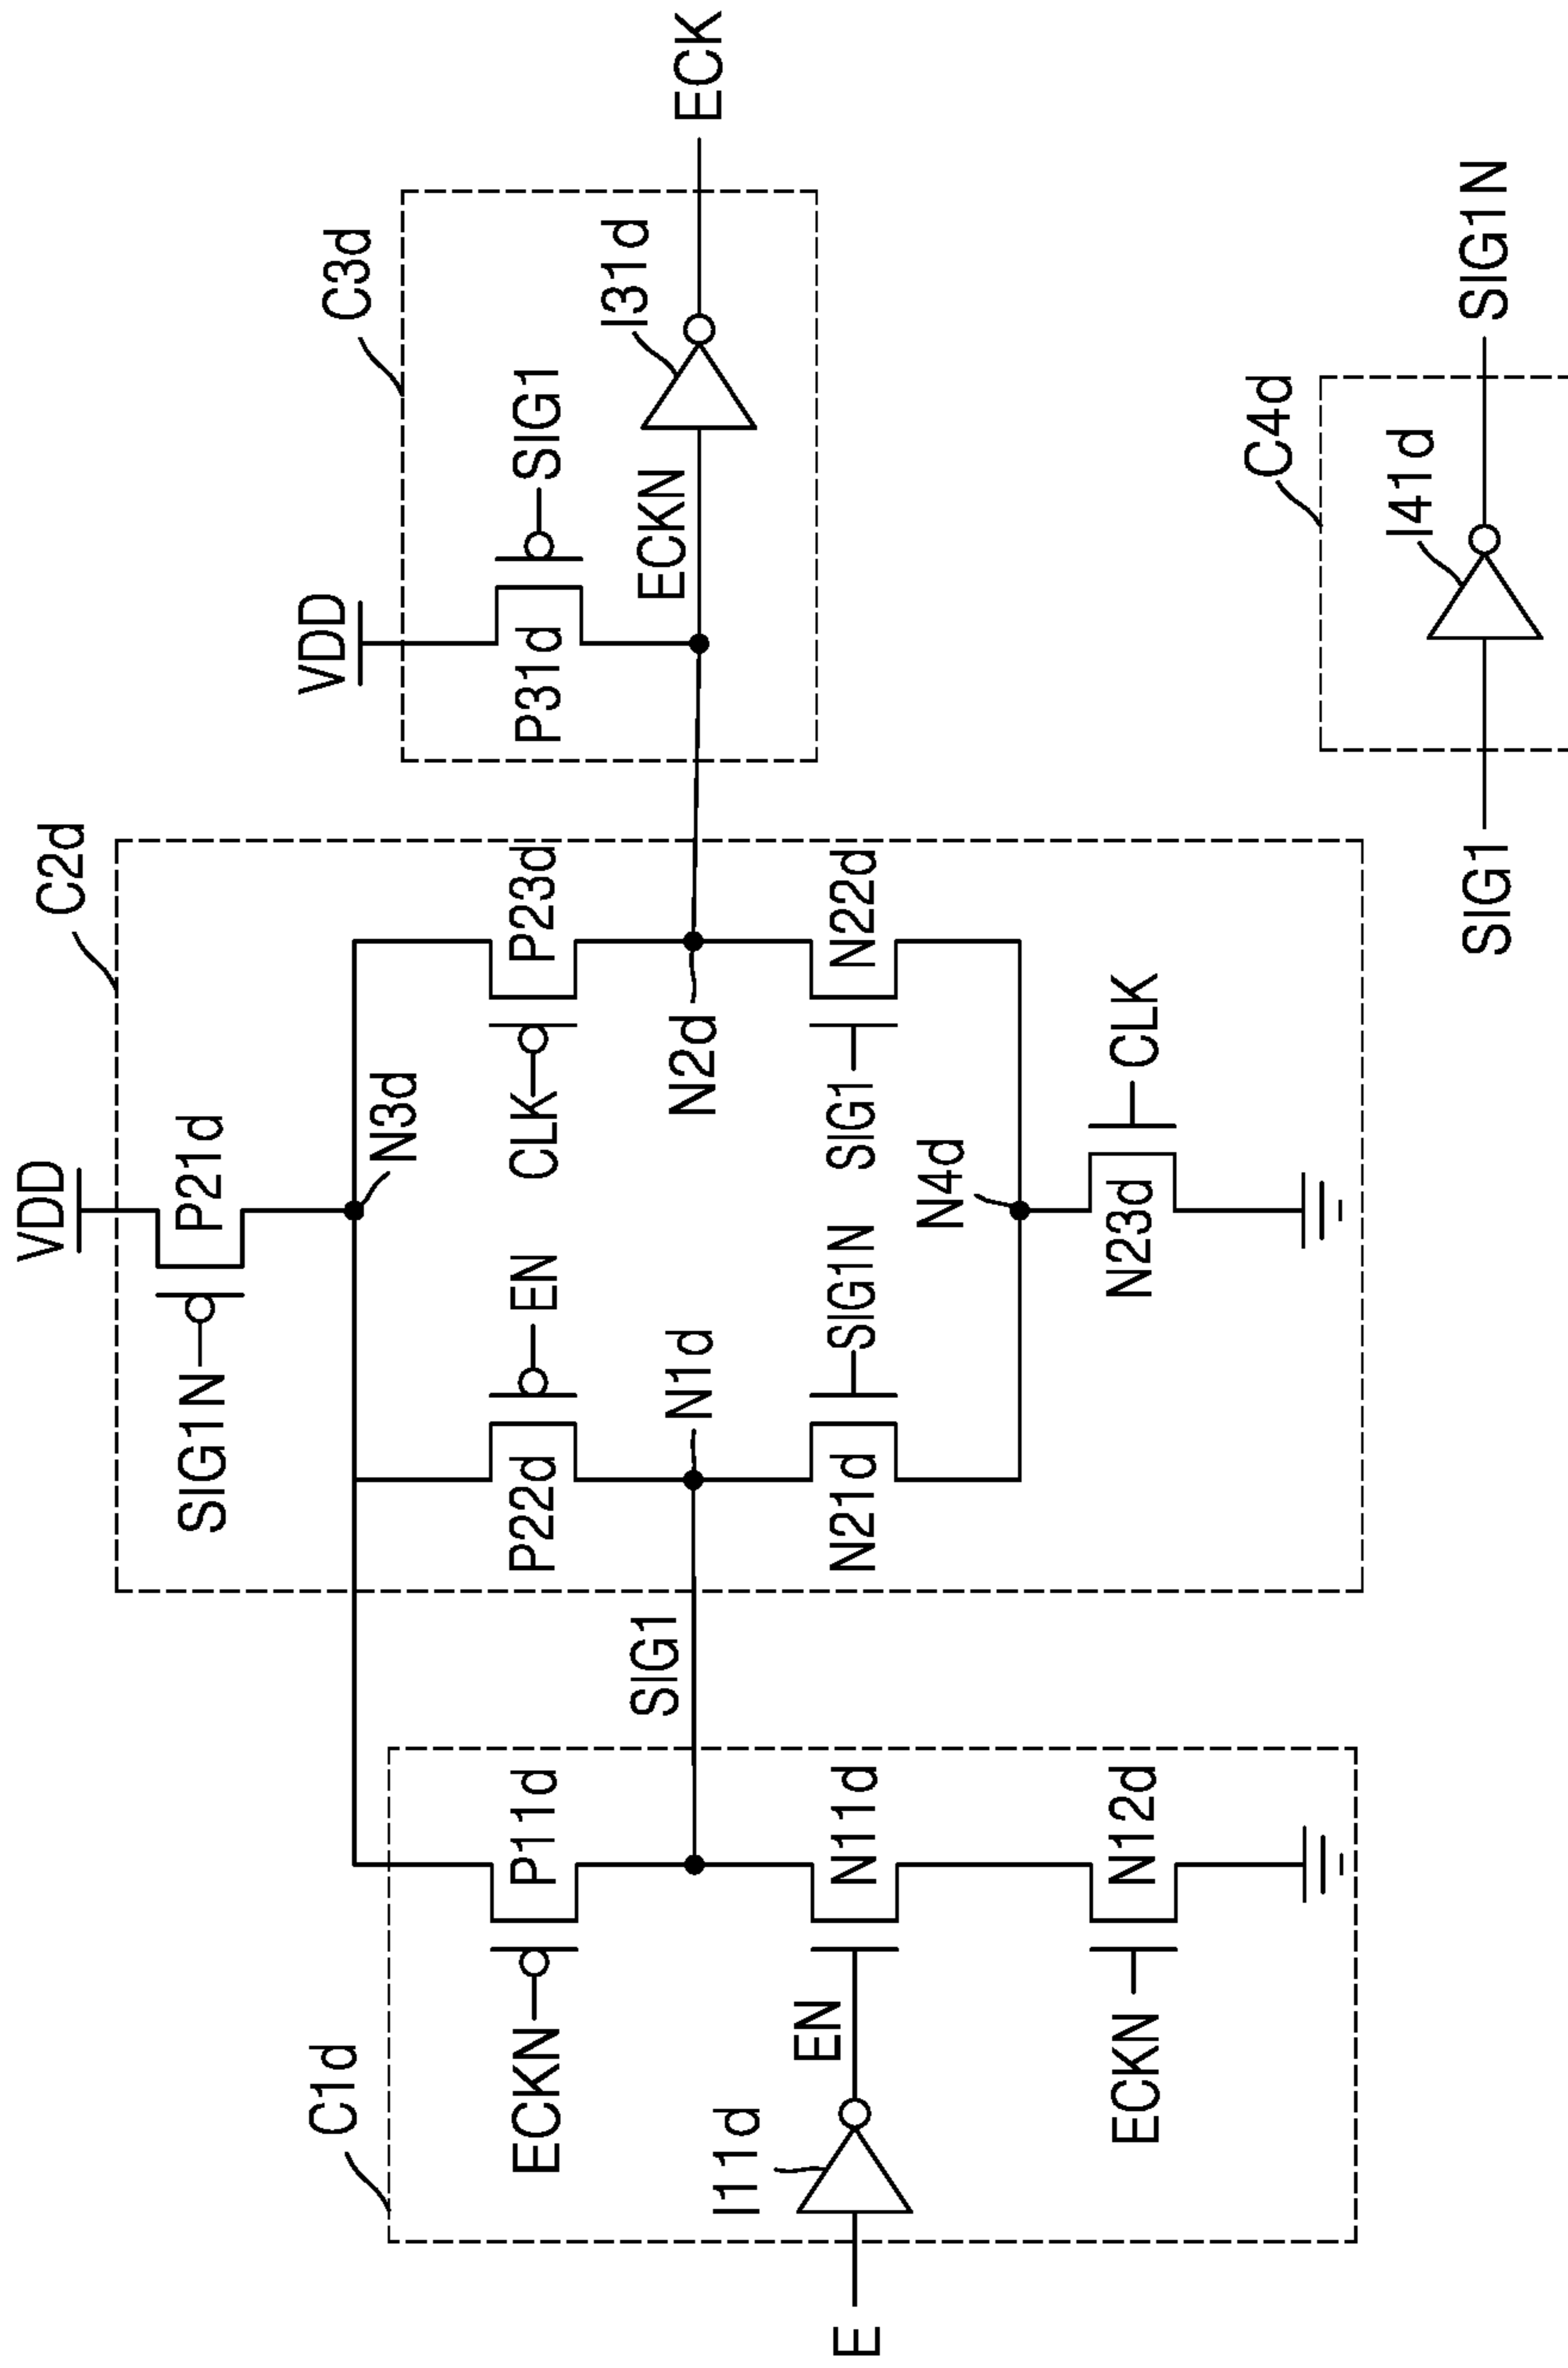 C1d
ECKN
P11d
I11d
EN
N11d
E
ECKN
N12d
SIG1
C2d
VDD
SIG1N
P21d
N3d
P22d
EN
CLK
P23d
N1d
N2d
N21d
SIG1N
SIG1
N22d
N4d
N23d
CLK
C3d
VDD
P31d
SIG1
ECKN
I31d
ECK
C4d
I41d
SIG1
SIG1N